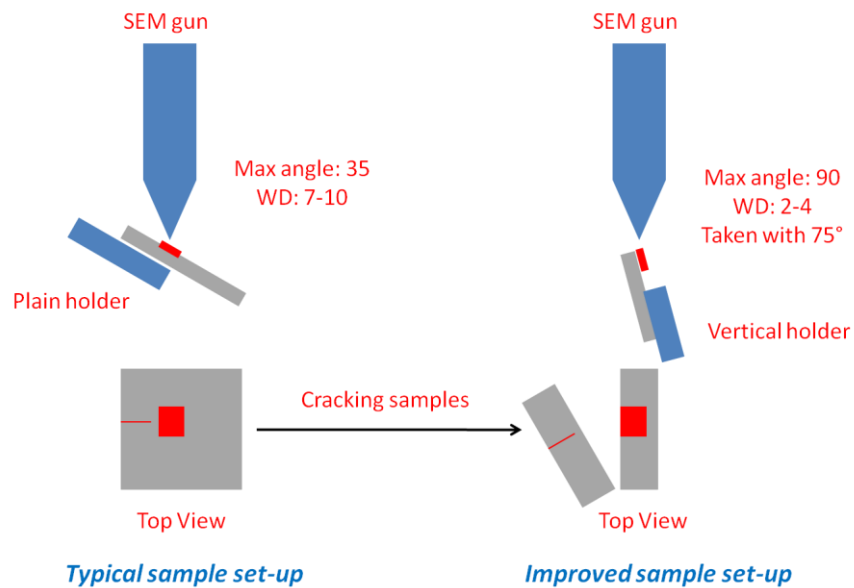 SEM gun
Max angle: 35
WD: 7-10
Plain holder
Top View
Typical sample set-up
Cracking samples
SEM gun
Max angle: 90
WD: 2-4
Taken with 75°
Vertical holder
Top View
Improved sample set-up